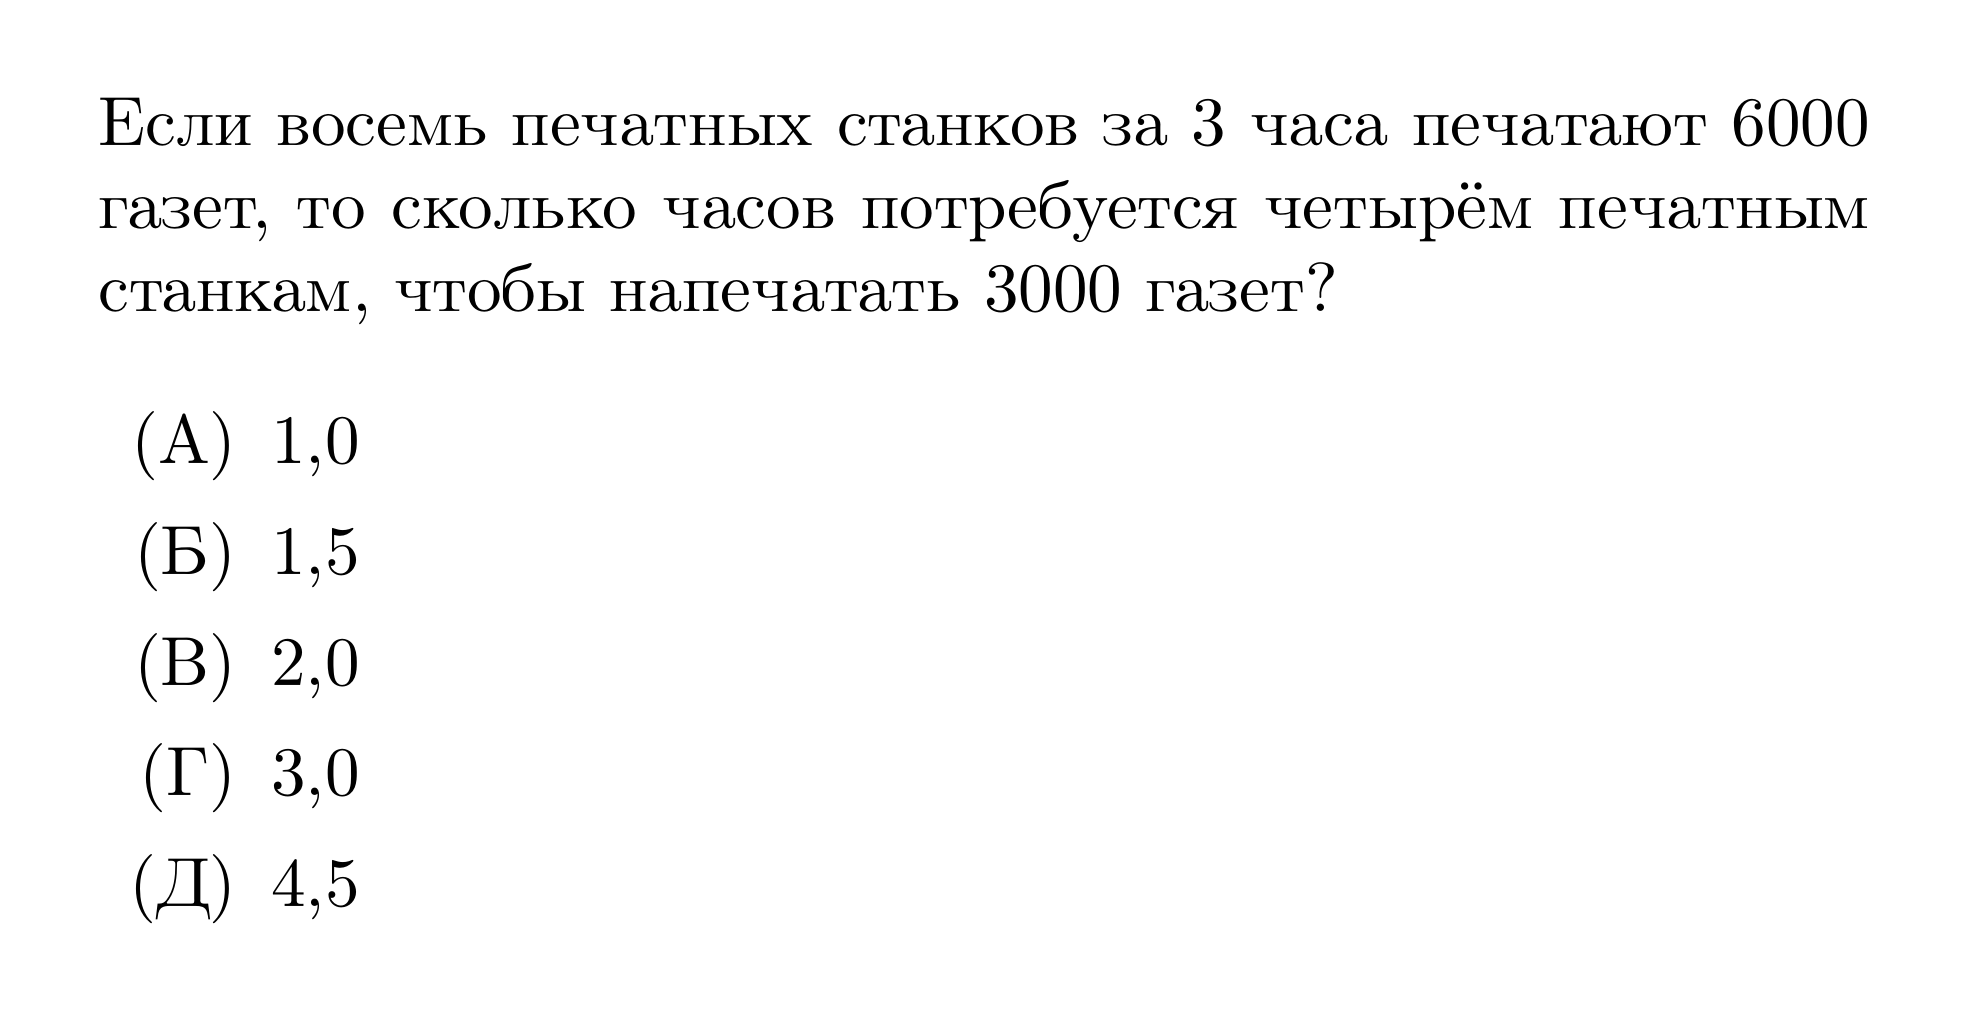 Если восемь печатных станков за 3 часа печатают 6000
газет, то сколько часов потребуется четырём печатным
станкам, чтобы напечатать 3000 газет?
(А) 1,0
(Б) 1,5
(В) 2,0
(Г) 3,0
(Д) 4,5